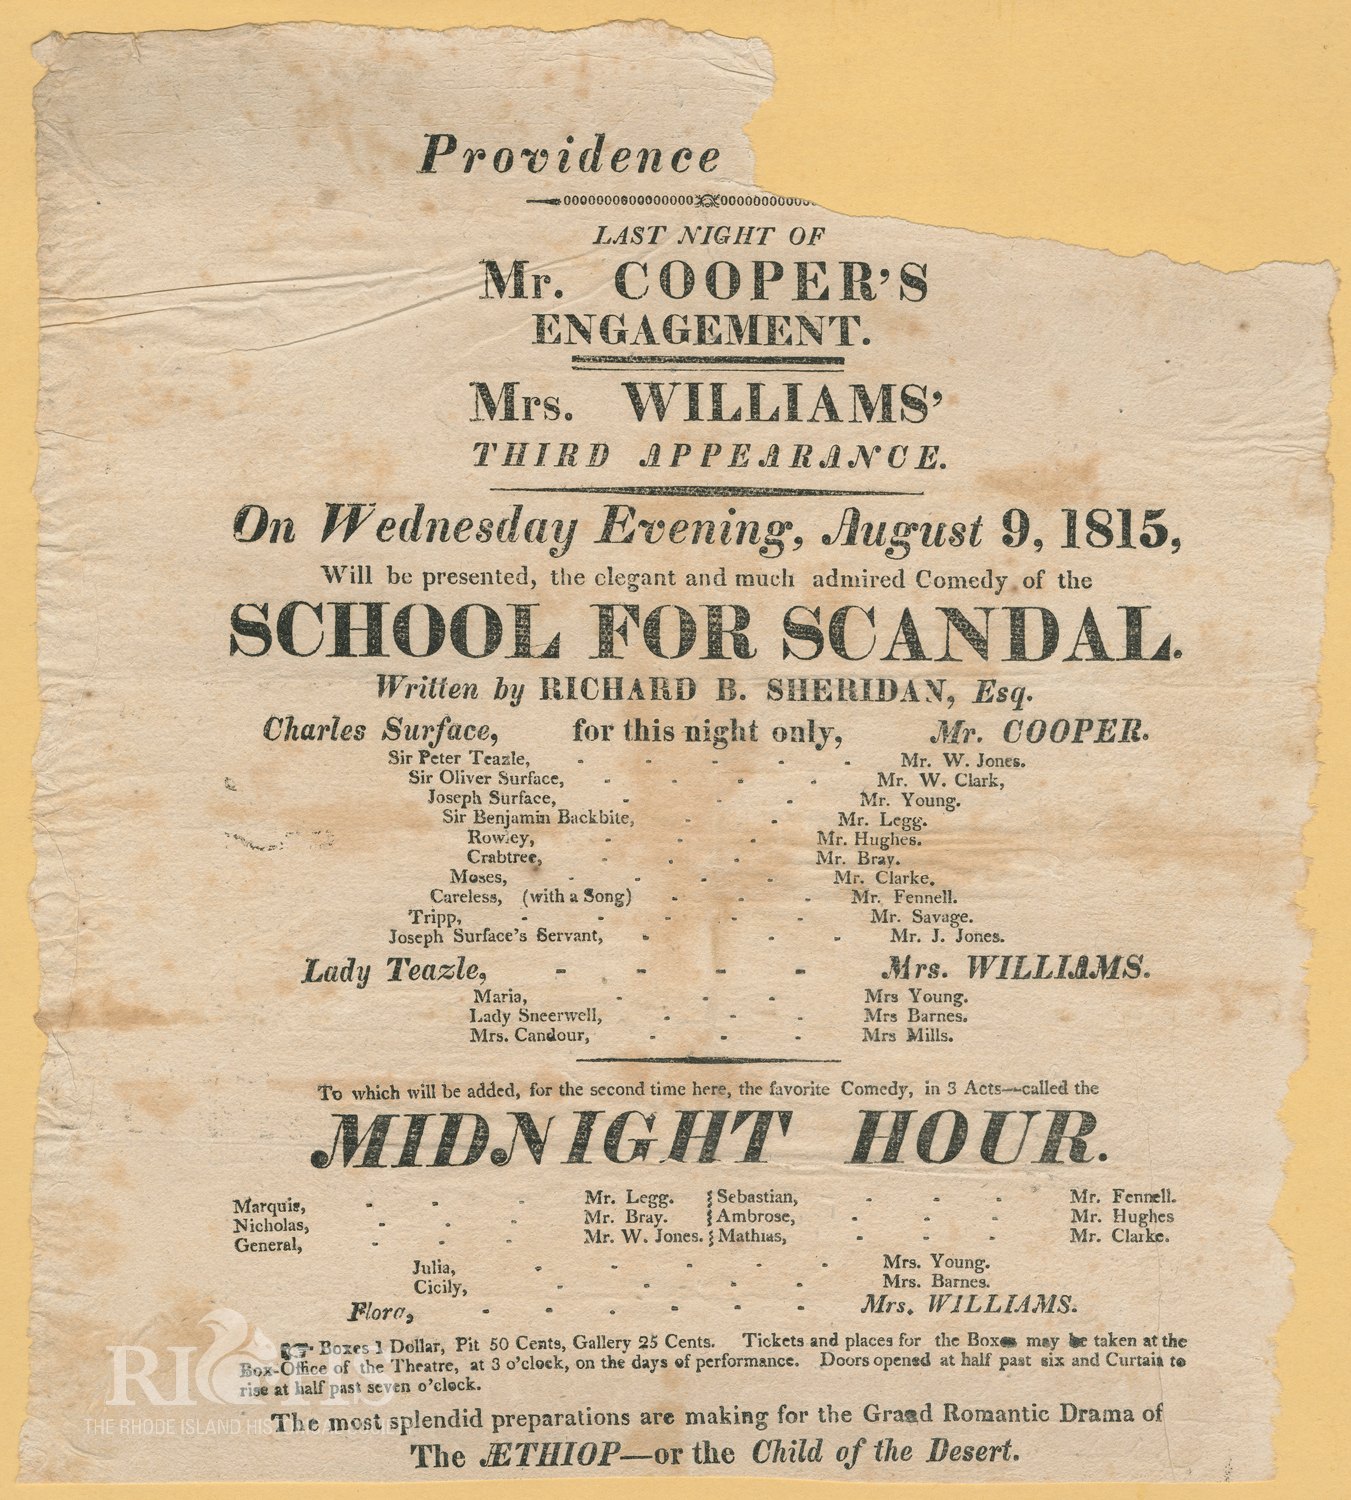 Providence
LAST NIGHT OF
Mr. COOPER'S
ENGAGEMENT.
Mrs. WILLIAMS'
THIRD APPEARANCE.
On Wednesday Evening, August 9, 1815,
Will be presented, the elegant and much admired Comedy of the
SCHOOL FOR SCANDAL.
Written by RICHARD B. SHERIDAN, Esq.
Charles Surface, for this night only, Mr. COOPER.
Sir Peter Teazle, - - - - - Mr. W. Jones.
Sir Oliver Surface, - - - - Mr. W. Clark,
Joseph Surface, - - - Mr. Young.
Sir Benjamin Backbite, - - Mr. Legg.
Rowley, - - - Mr. Hughes.
Crabtree, - - - Mr. Bray.
Moses, - - - - Mr. Clarke.
Careless, (with a Song) - - - Mr. Fennell.
Tripp, - - - - - Mr. Savage.
Joseph Surface's Servant, - - - Mr. J. Jones.
Lady Teazle, - - - - Mrs. WILLIAMS.
Maria, - - - Mrs Young.
Lady Sneerwell, - - - Mrs Barnes.
Mrs. Candour, - - - Mrs Mills.
To which will be added, for the second time here, the favorite Comedy, in 3 Acts—called the
MIDNIGHT HOUR.
Marquis, - - - Mr. Legg. Sebastian, - - - Mr. Fennell.
Nicholas, - - - Mr. Bray. Ambrose, - - - Mr. Hughes
General, - - - Mr. W. Jones. Mathias, - - - Mr. Clarke.
Julia, - - - - - Mrs. Young.
Cicily, - - - - - Mrs. Barnes.
Flora, - - - - - - Mrs. WILLIAMS.
☞ Boxes 1 Dollar, Pit 50 Cents, Gallery 25 Cents. Tickets and places for the Boxes may be taken at the
Box-Office of the Theatre, at 3 o'clock, on the days of performance. Doors opened at half past six and Curtain to
rise at half past seven o'clock.
The most splendid preparations are making for the Grand Romantic Drama of
The ÆTHIOP—or the Child of the Desert.
RIHS
THE RHODE ISLAND HISTORICAL SOCIETY